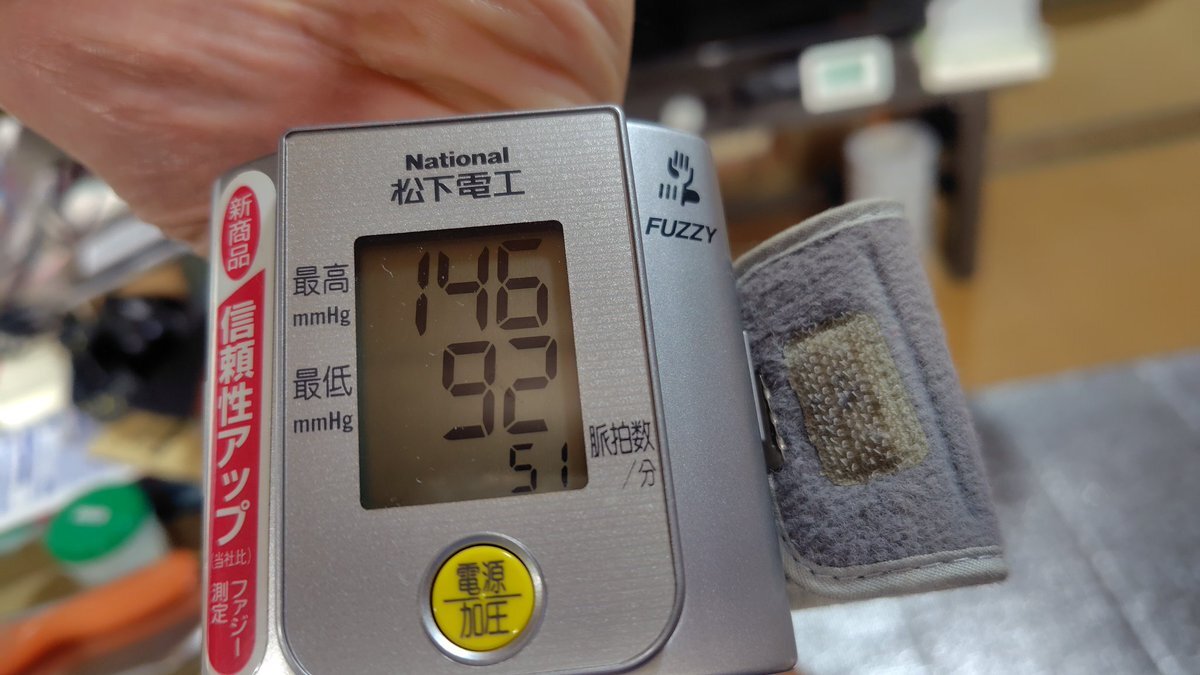 National
松下電工
FUZZY
新商品
信頼性アップ
(当社比)
ファジー
測定
最高
mmHg
146
最低
mmHg
92
脈拍数
/分
51
電源
加圧